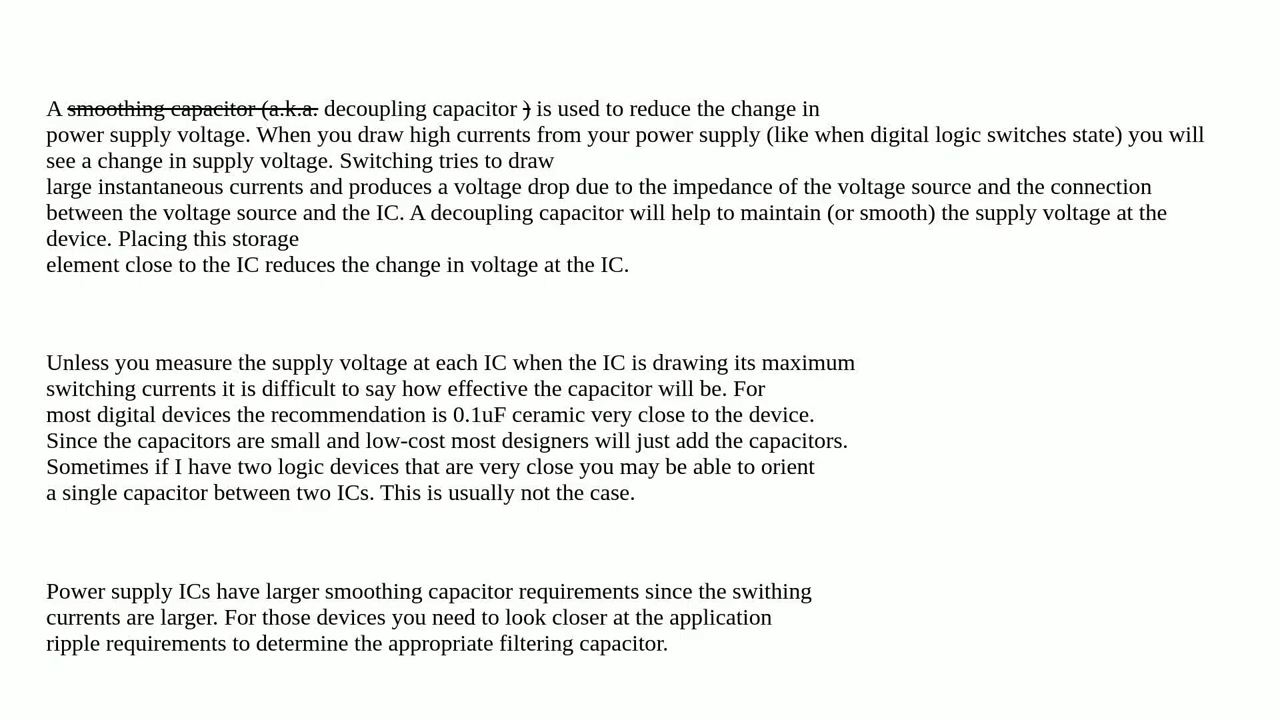 A smoothing capacitor (a.k.a. decoupling capacitor ) is used to reduce the change in
power supply voltage. When you draw high currents from your power supply (like when digital logic switches state) you will
see a change in supply voltage. Switching tries to draw
large instantaneous currents and produces a voltage drop due to the impedance of the voltage source and the connection
between the voltage source and the IC. A decoupling capacitor will help to maintain (or smooth) the supply voltage at the
device. Placing this storage
element close to the IC reduces the change in voltage at the IC.
Unless you measure the supply voltage at each IC when the IC is drawing its maximum
switching currents it is difficult to say how effective the capacitor will be. For
most digital devices the recommendation is 0.1uF ceramic very close to the device.
Since the capacitors are small and low-cost most designers will just add the capacitors.
Sometimes if I have two logic devices that are very close you may be able to orient
a single capacitor between two ICs. This is usually not the case.
Power supply ICs have larger smoothing capacitor requirements since the swithing
currents are larger. For those devices you need to look closer at the application
ripple requirements to determine the appropriate filtering capacitor.